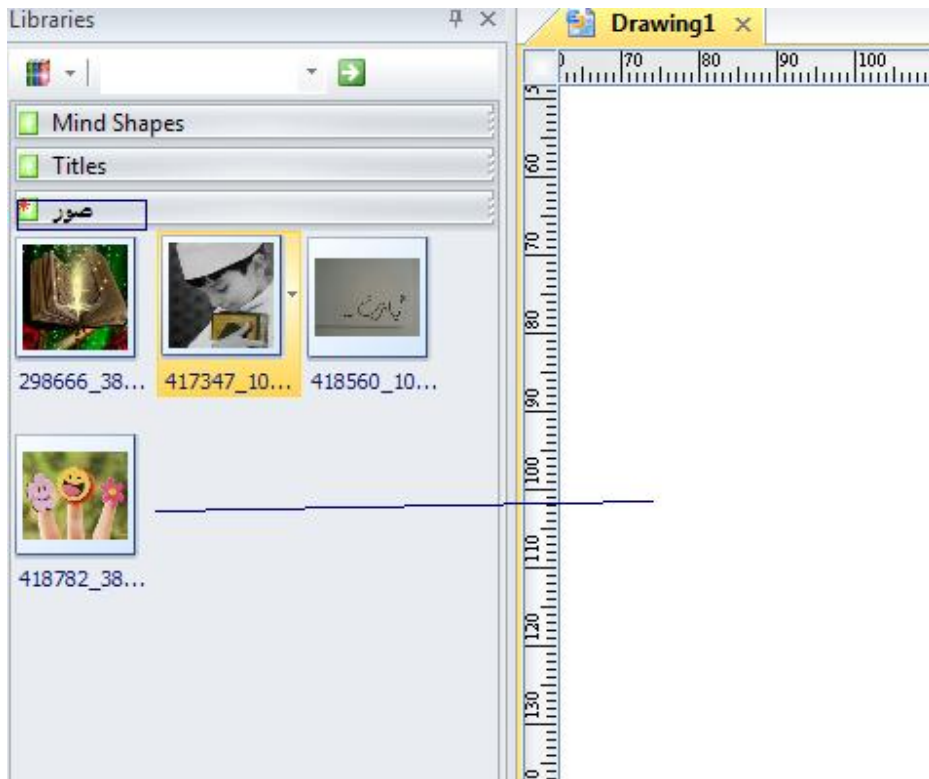 Libraries
Drawing1
70 80 90 100
Mind Shapes
Titles
صور
298666_38...
417347_10...
418560_10...
418782_38...
60
70
80
90
100
110
120
130